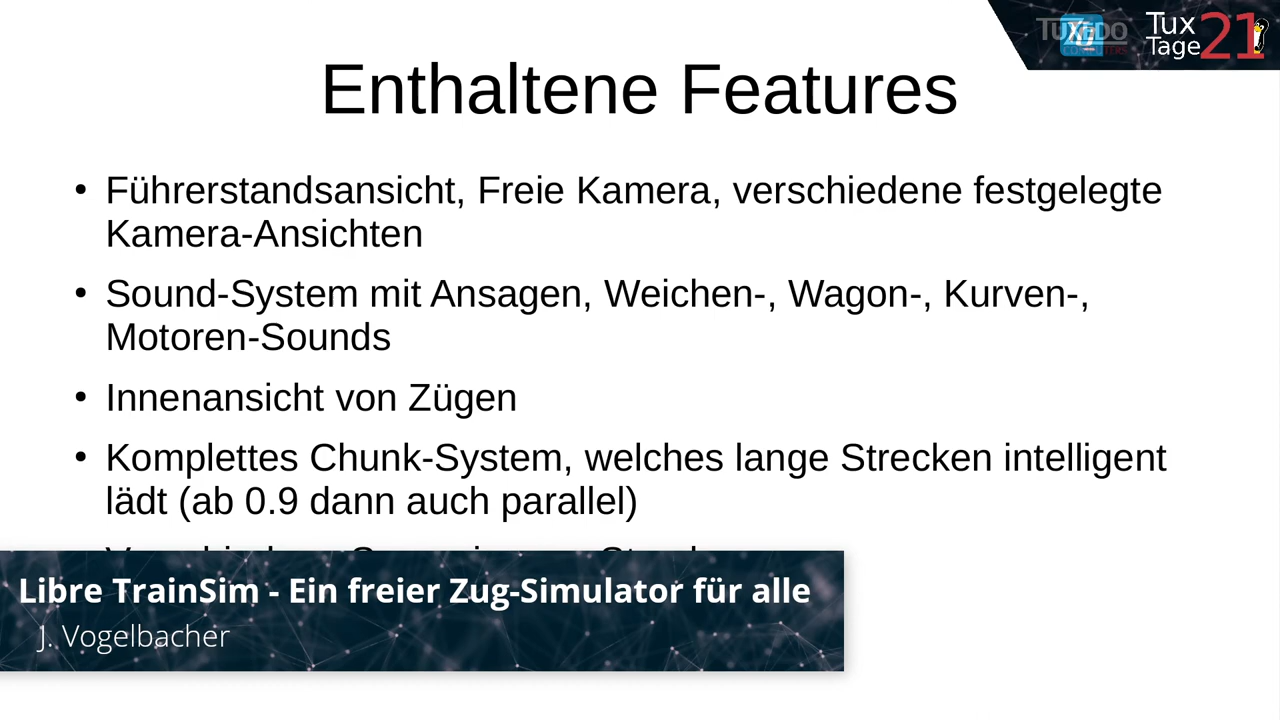 Tux
Tage 21
Enthaltene Features
• Führerstandsansicht, Freie Kamera, verschiedene festgelegte
Kamera-Ansichten
• Sound-System mit Ansagen, Weichen-, Wagon-, Kurven-,
Motoren-Sounds
• Innenansicht von Zügen
• Komplettes Chunk-System, welches lange Strecken intelligent
lädt (ab 0.9 dann auch parallel)
Libre TrainSim - Ein freier Zug-Simulator für alle
J. Vogelbacher